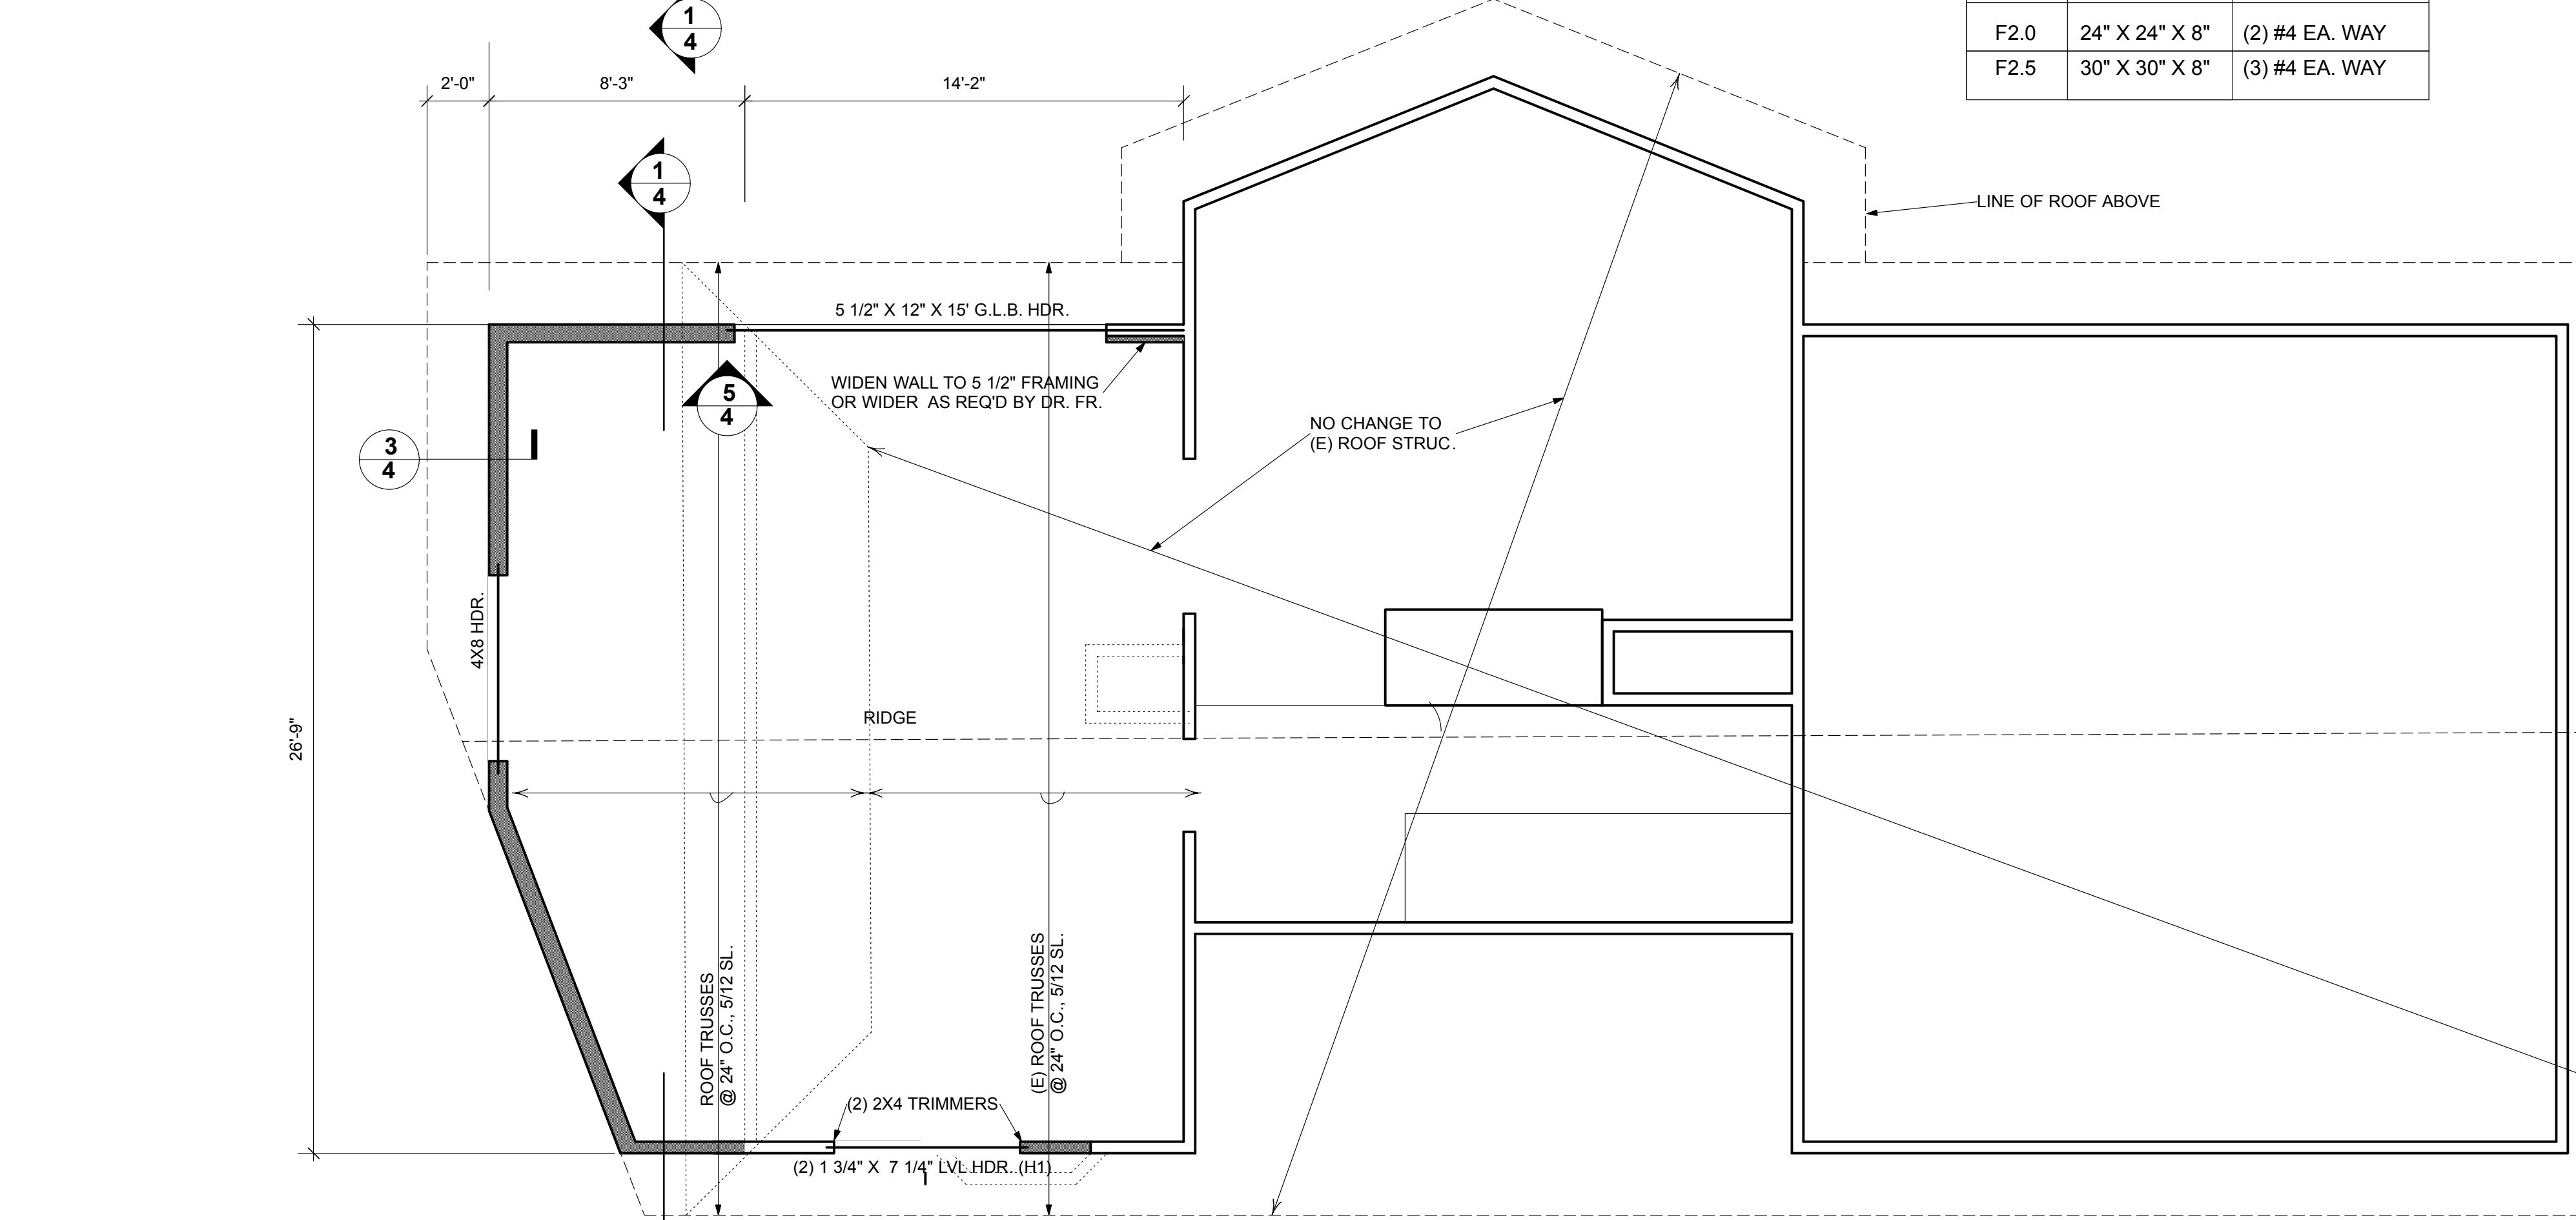 1
4
F2.0 24" X 24" X 8" (2) #4 EA. WAY
F2.5 30" X 30" X 8" (3) #4 EA. WAY
2'-0" 8'-3" 14'-2"
1
4
LINE OF ROOF ABOVE
5 1/2" X 12" X 15' G.L.B. HDR.
WIDEN WALL TO 5 1/2" FRAMING
OR WIDER AS REQ'D BY DR. FR.
5
4
NO CHANGE TO
(E) ROOF STRUC.
3
4
4X8 HDR.
26'-9"
RIDGE
ROOF TRUSSES
@ 24" O.C., 5/12 SL.
(E) ROOF TRUSSES
@ 24" O.C., 5/12 SL.
(2) 2X4 TRIMMERS
(2) 1 3/4" X 7 1/4" LVL HDR. (H1)